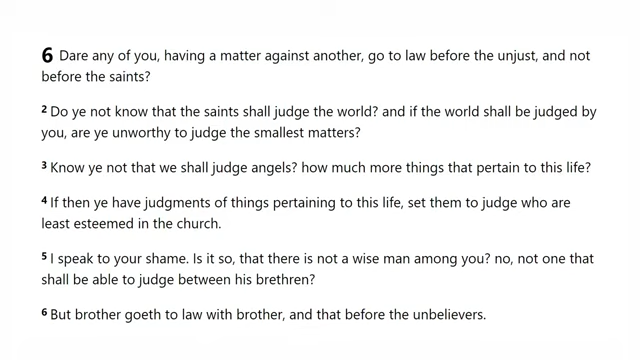 6 Dare any of you, having a matter against another, go to law before the unjust, and not
before the saints?
2 Do ye not know that the saints shall judge the world? and if the world shall be judged by
you, are ye unworthy to judge the smallest matters?
3 Know ye not that we shall judge angels? how much more things that pertain to this life?
4 If then ye have judgments of things pertaining to this life, set them to judge who are
least esteemed in the church.
5 I speak to your shame. Is it so, that there is not a wise man among you? no, not one that
shall be able to judge between his brethren?
6 But brother goeth to law with brother, and that before the unbelievers.